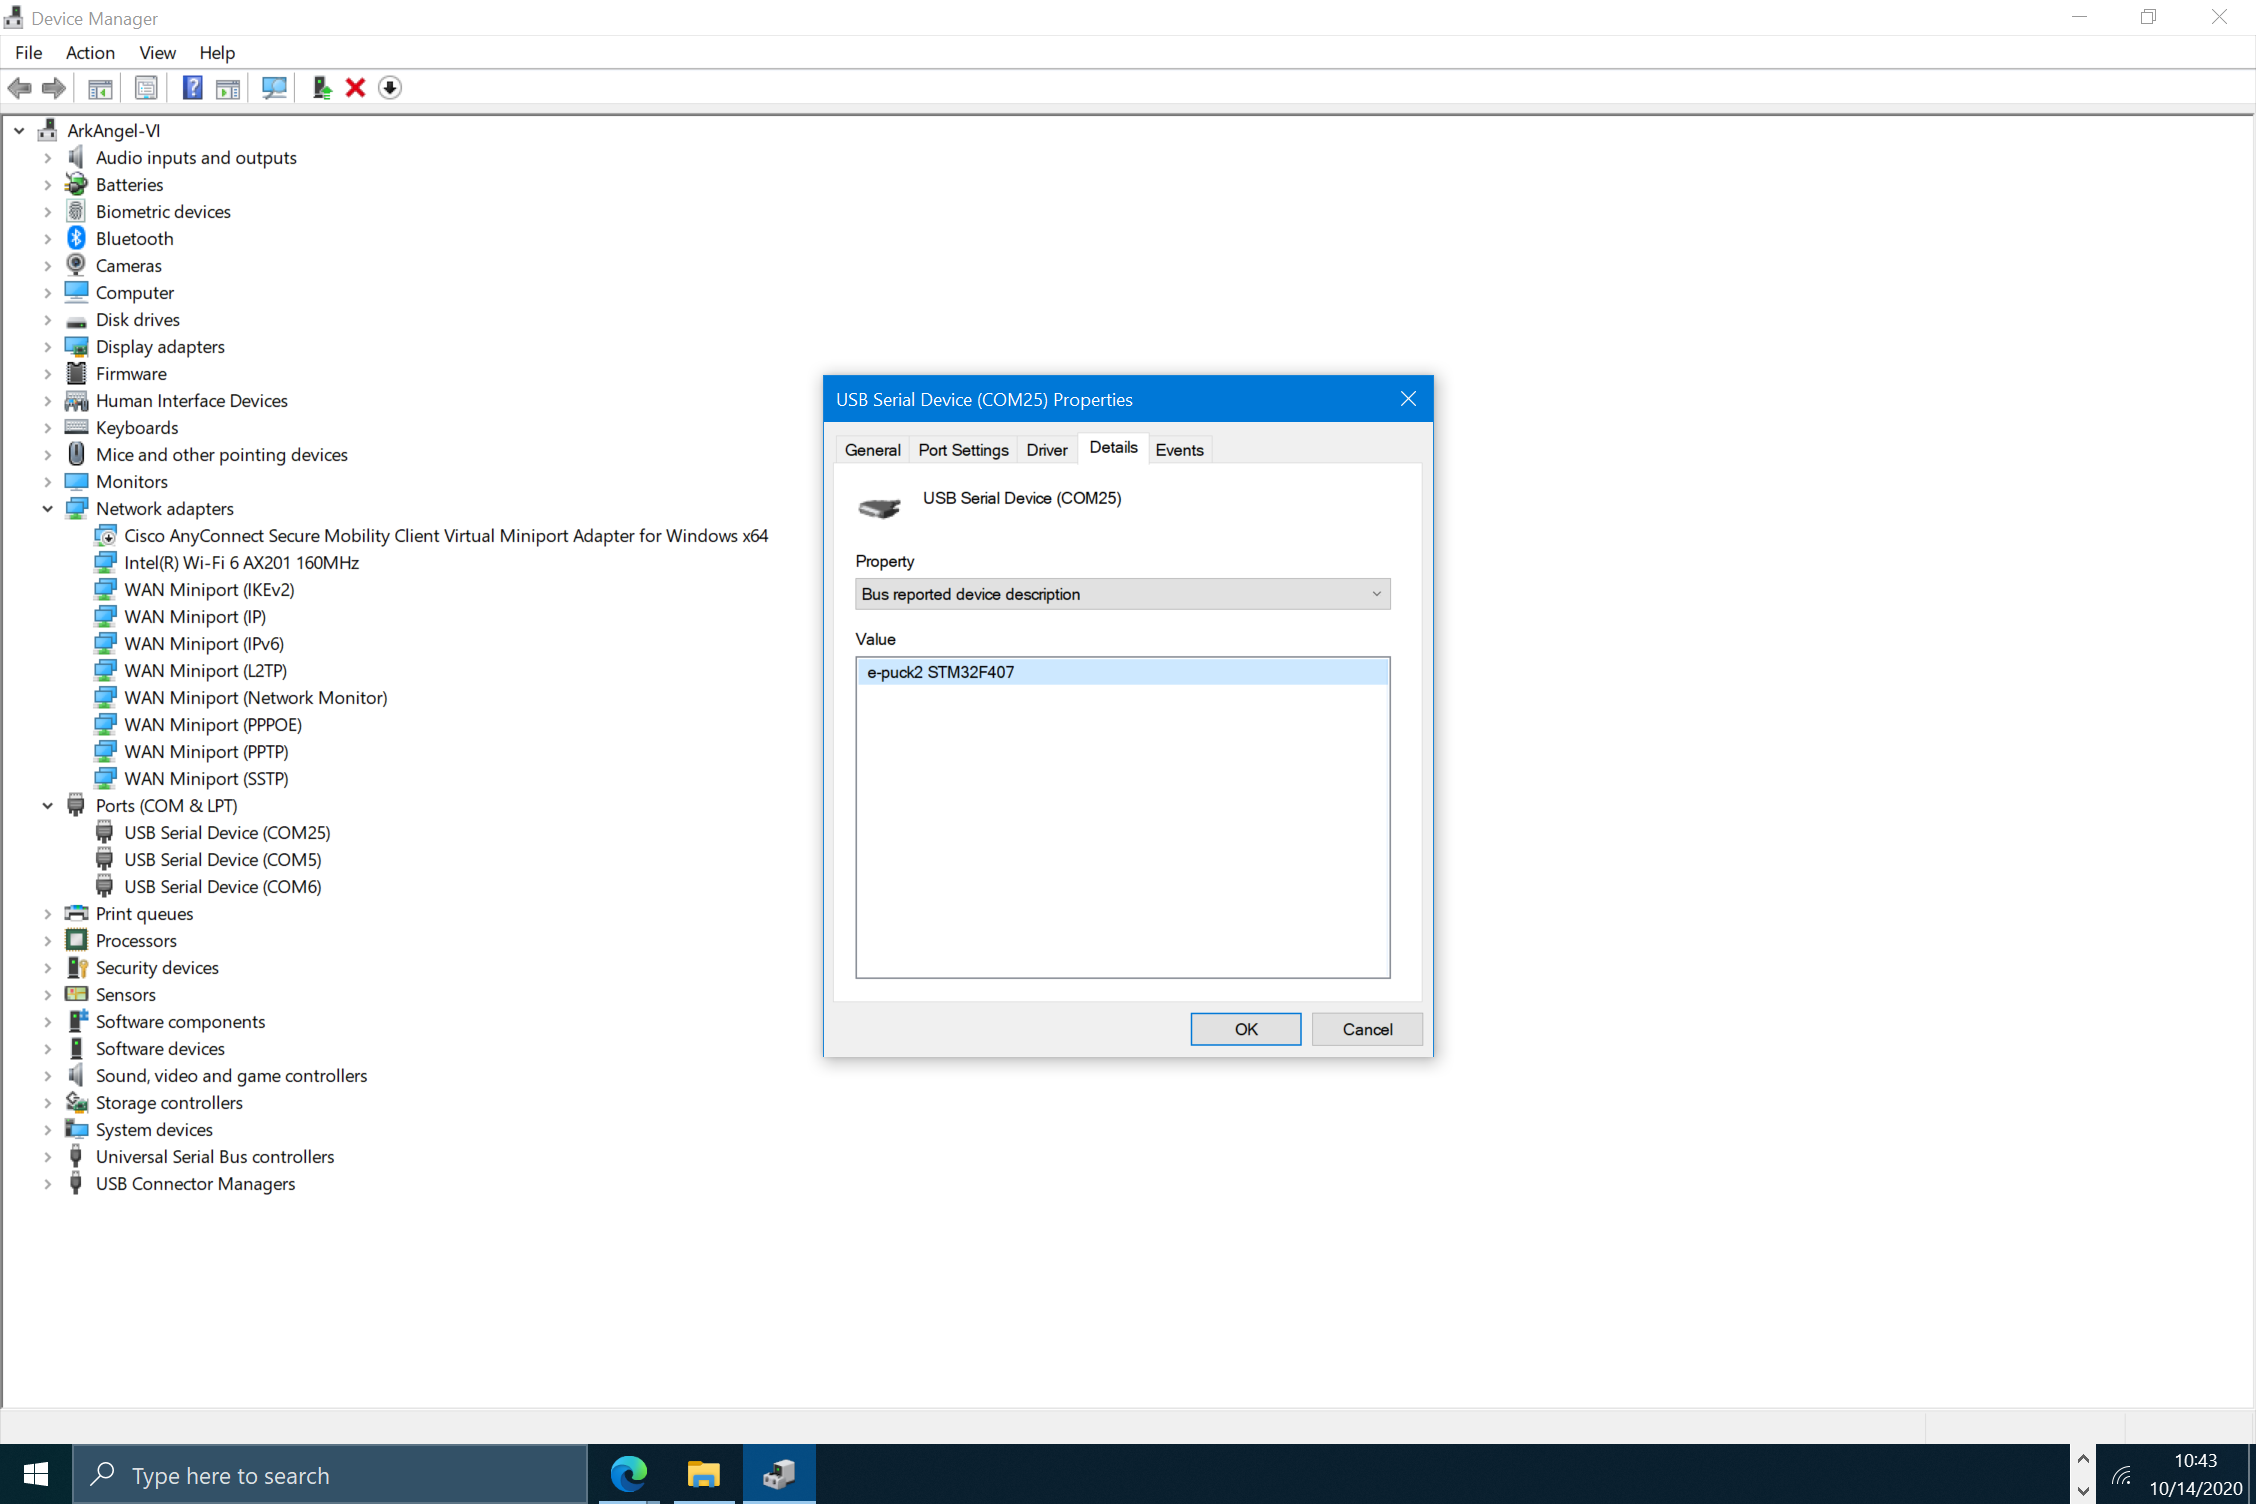 Device Manager
File Action View Help
ArkAngel-VI
Audio inputs and outputs
Batteries
Biometric devices
Bluetooth
Cameras
Computer
Disk drives
Display adapters
Firmware
Human Interface Devices
Keyboards
Mice and other pointing devices
Monitors
Network adapters
Cisco AnyConnect Secure Mobility Client Virtual Miniport Adapter for Windows x64
Intel(R) Wi-Fi 6 AX201 160MHz
WAN Miniport (IKEv2)
WAN Miniport (IP)
WAN Miniport (IPv6)
WAN Miniport (L2TP)
WAN Miniport (Network Monitor)
WAN Miniport (PPPOE)
WAN Miniport (PPTP)
WAN Miniport (SSTP)
Ports (COM & LPT)
USB Serial Device (COM25)
USB Serial Device (COM5)
USB Serial Device (COM6)
Print queues
Processors
Security devices
Sensors
Software components
Software devices
Sound, video and game controllers
Storage controllers
System devices
Universal Serial Bus controllers
USB Connector Managers
USB Serial Device (COM25) Properties
General Port Settings Driver Details Events
USB Serial Device (COM25)
Property
Bus reported device description
Value
e-puck2 STM32F407
OK Cancel
Type here to search
10:43
10/14/2020